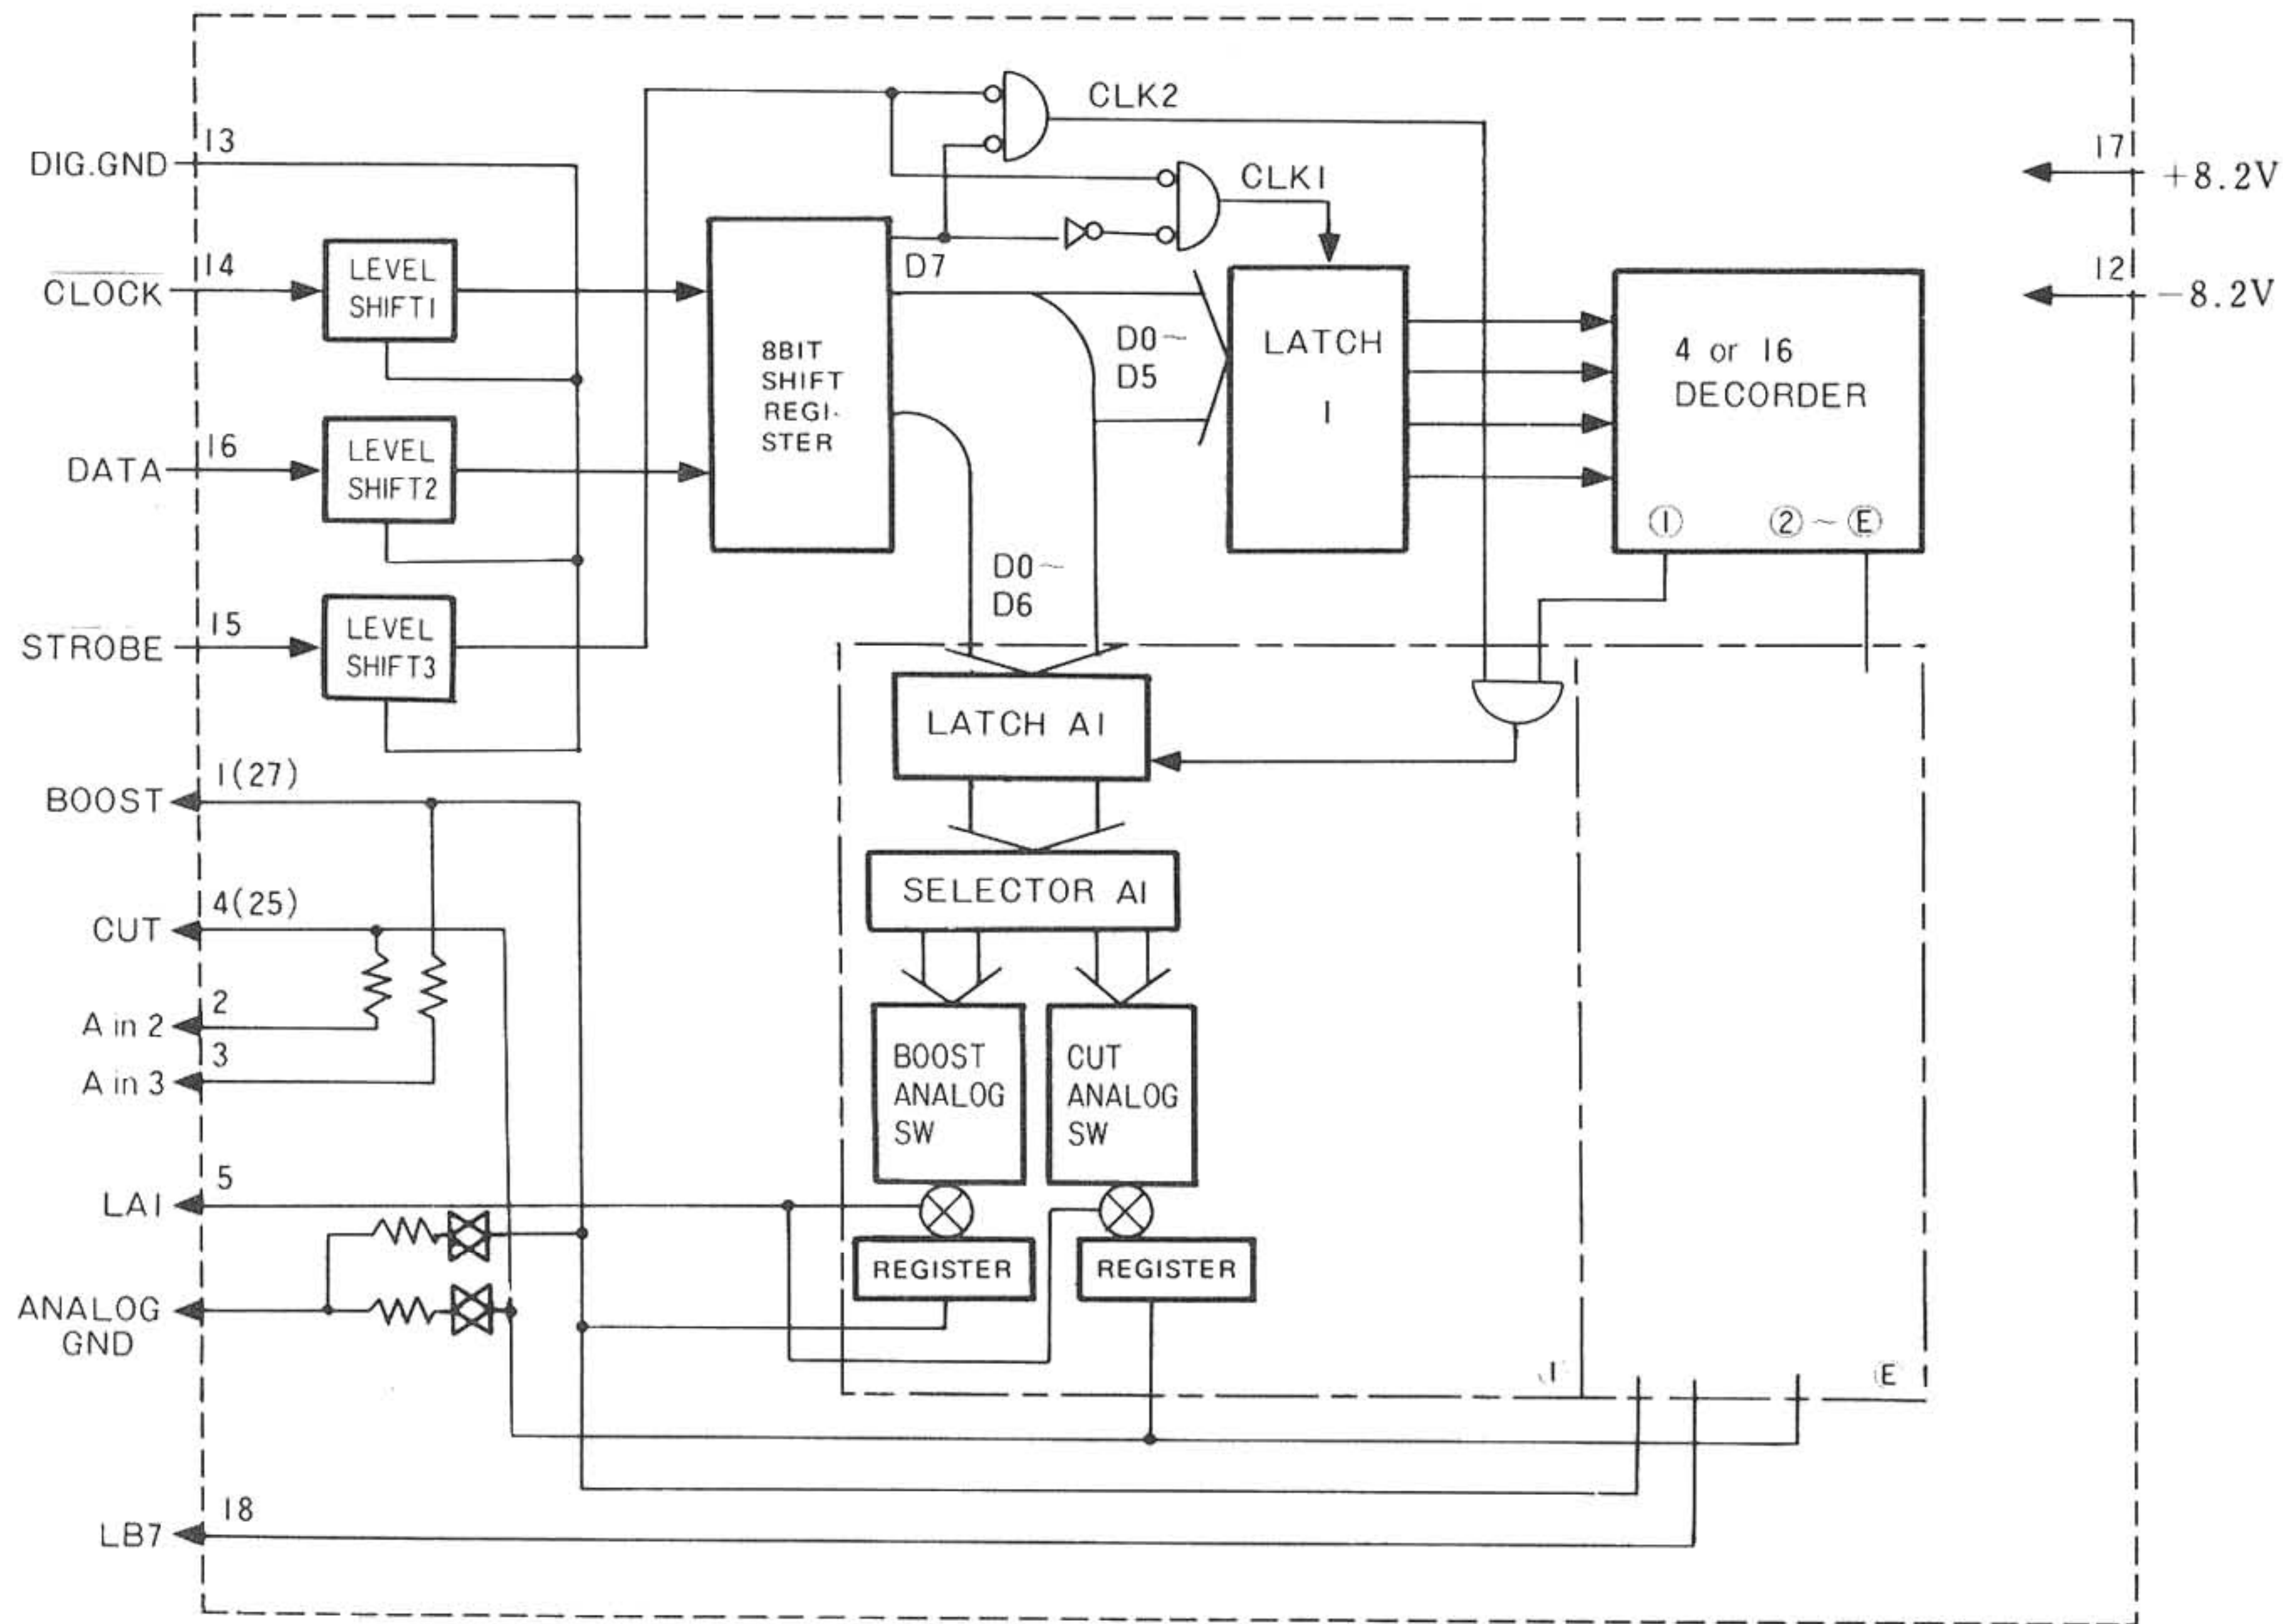 CLK2
13
DIG.GND
CLK1
17
+8.2V
14
CLOCK
LEVEL
SHIFT1
D7
12
-8.2V
8BIT
SHIFT
REGI-
STER
D0~
D5
LATCH
1
4 or 16
DECORDER
16
DATA
LEVEL
SHIFT2
① ②~Ⓔ
D0~
D6
15
STROBE
LEVEL
SHIFT3
LATCH A1
1(27)
BOOST
SELECTOR A1
4(25)
CUT
2
A in 2
3
A in 3
BOOST
ANALOG
SW
CUT
ANALOG
SW
5
LA1
REGISTER
REGISTER
ANALOG
GND
①
Ⓔ
18
LB7